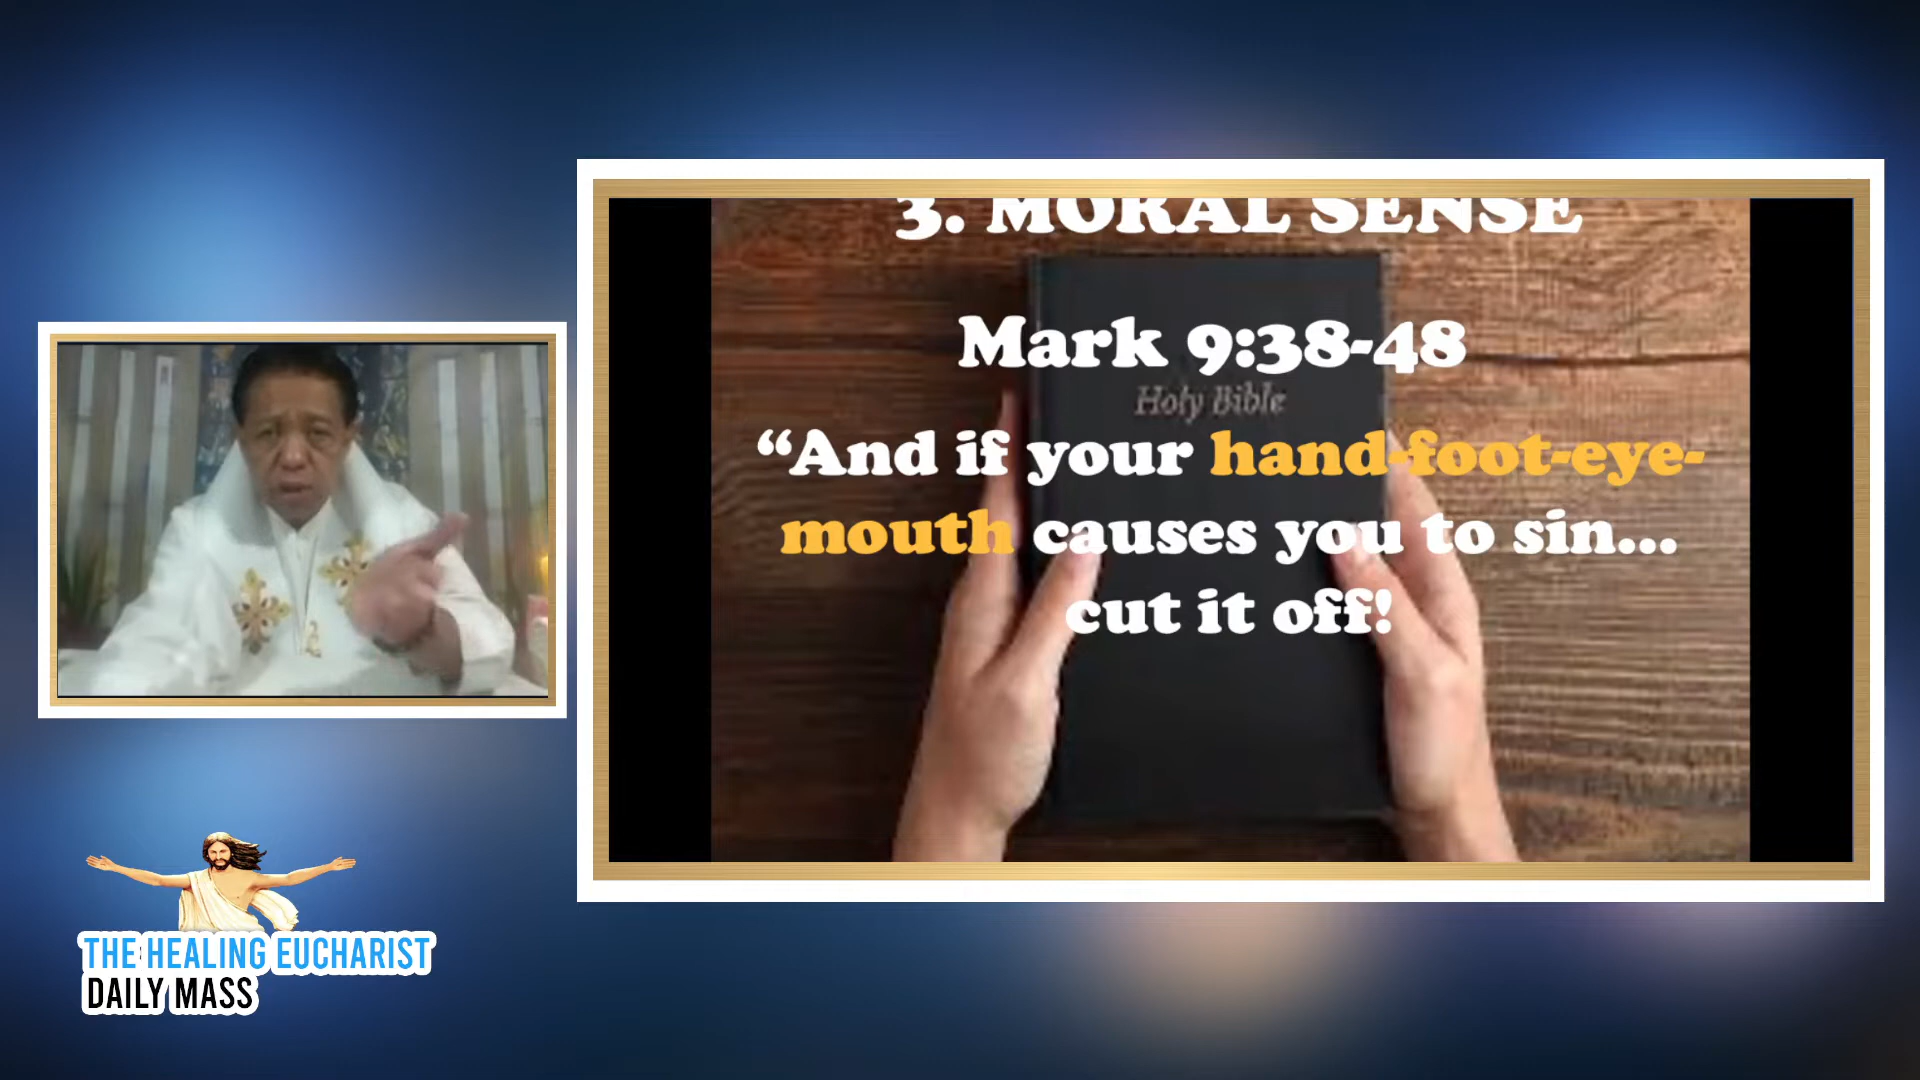 3. MORAL SENSE
Mark 9:38-48
Holy Bible
“And if your hand-foot-eye-
mouth causes you to sin...
cut it off!
THE HEALING EUCHARIST
DAILY MASS